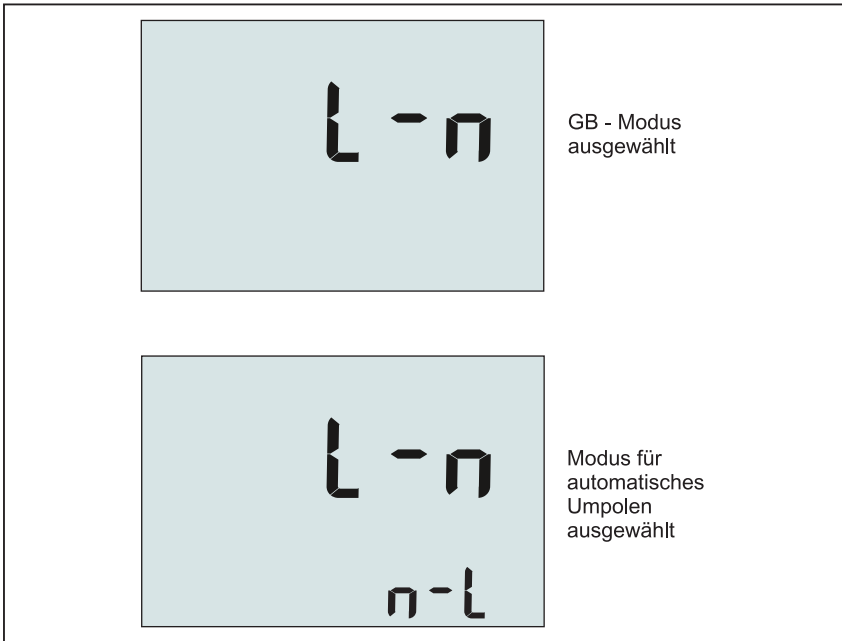 L-n
GB - Modus
ausgewählt
L-n
n-L
Modus für
automatisches
Umpolen
ausgewählt